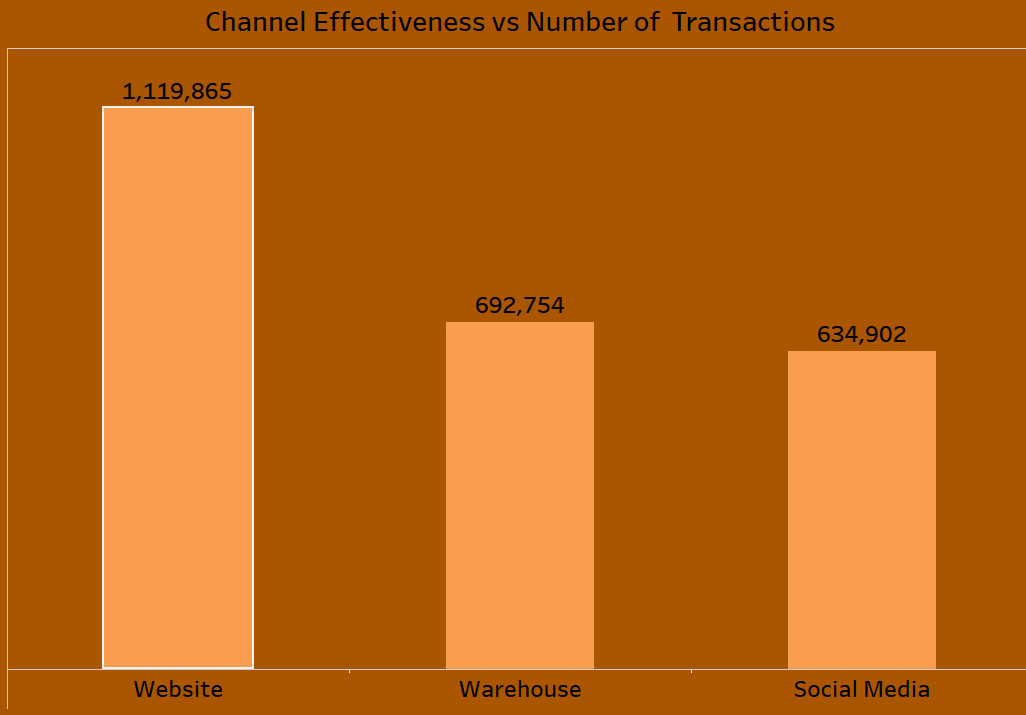 Channel Effectiveness vs Number of  Transactions
1,119,865
692,754
634,902
Website
Warehouse
Social Media